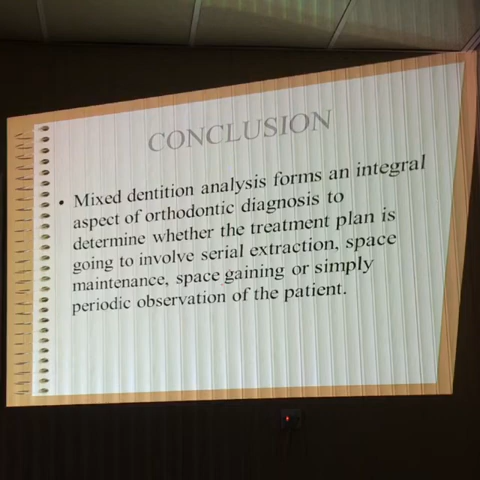 CONCLUSION
• Mixed dentition analysis forms an integral
aspect of orthodontic diagnosis to
determine whether the treatment plan is
going to involve serial extraction, space
maintenance, space gaining or simply
periodic observation of the patient.